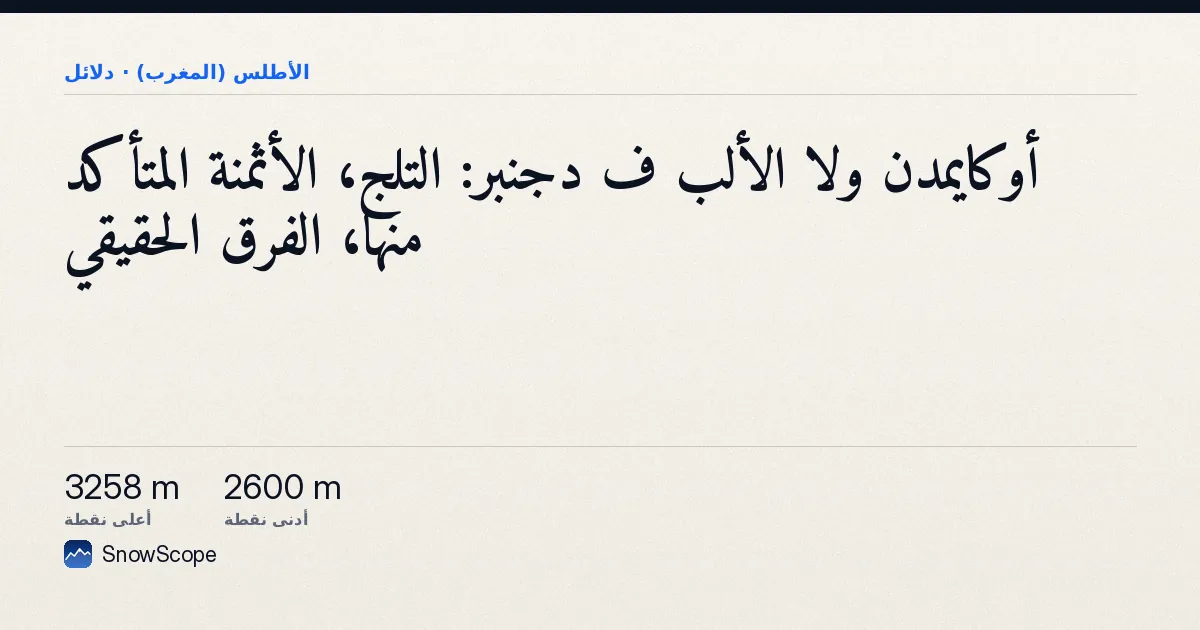 الأطلس (المغرب) · دلائل
أوكايمدن ولا الألب ف دجنبر: التلج، الأثمنة المتأكد
منها، الفرق الحقيقي
3258 m
أعلى نقطة
2600 m
أدنى نقطة
SnowScope